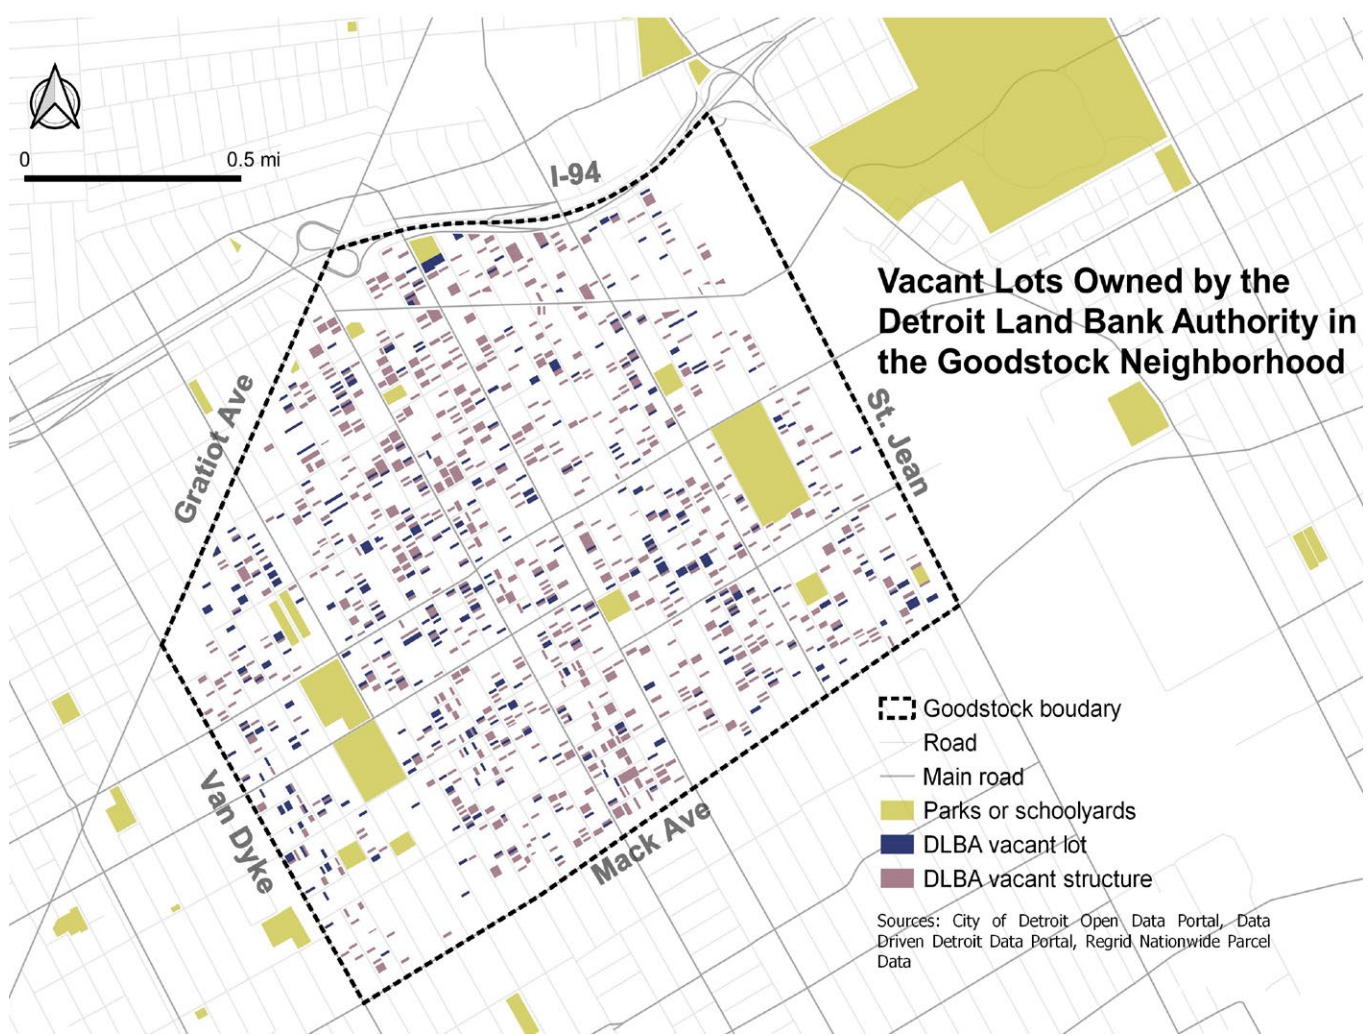 0
0.5 mi
I-94
Vacant Lots Owned by the
Detroit Land Bank Authority in
the Goodstock Neighborhood
Gratiot Ave
St. Jean
Van Dyke
Mack Ave
Goodstock boudary
Road
Main road
Parks or schoolyards
DLBA vacant lot
DLBA vacant structure
Sources: City of Detroit Open Data Portal, Data
Driven Detroit Data Portal, Regrid Nationwide Parcel
Data